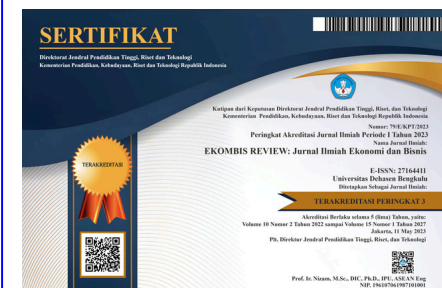 SERTIFIKAT
Direktorat Jendral Pendidikan Tinggi, Riset dan Teknologi
Kementerian Pendidikan, Kebudayaan, Riset dan Teknologi Republik Indonesia
Kutipan dari Keputusan Direktorat Jendral Pendidikan Tinggi, Riset, dan Teknologi
Kementerian Pendidikan, Kebudayaan, Riset dan Teknologi Republik Indonesia
Nomor: 79/E/KPT/2023
Peringkat Akreditasi Jurnal Ilmiah Periode I Tahun 2023
Nama Jurnal Ilmiah:
EKOMBIS REVIEW: Jurnal Ilmiah Ekonomi dan Bisnis
E-ISSN: 27164411
Universitas Dehasen Bengkulu
Ditetapkan Sebagai Jurnal Ilmiah:
TERAKREDITASI PERINGKAT 3
TERAKREDITASI
Akreditasi Berlaku selama 5 (lima) Tahun, yaitu:
Volume 10 Nomor 2 Tahun 2022 sampai Volume 15 Nomor 1 Tahun 2027
Jakarta, 11 May 2023
Plt. Direktur Jendral Pendidikan Tinggi, Riset, dan Teknologi
Prof. Ir. Nizam, M.Sc., DIC, Ph.D., IPU, ASEAN Eng
NIP. 196107061987101001